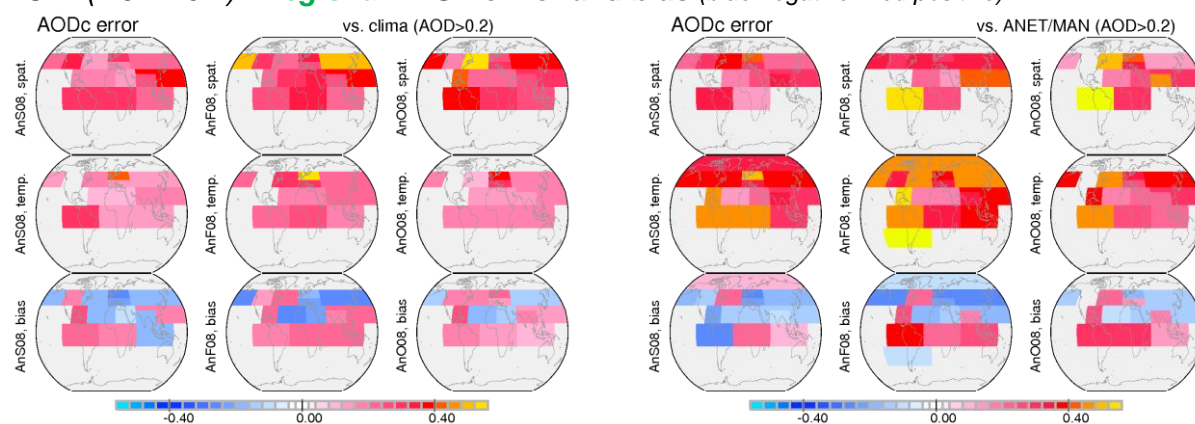 AODc error
vs. clima (AOD>0.2)
AODc error
vs. ANET/MAN (AOD>0.2)
AnS08, spat.
AnF08, spat.
AnO08, spat.
AnS08, spat.
AnF08, spat.
AnO08, spat.
AnS08, temp.
AnF08, temp.
AnO08, temp.
AnS08, temp.
AnF08, temp.
AnO08, temp.
AnS08, bias
AnF08, bias
AnO08, bias
AnS08, bias
AnF08, bias
AnO08, bias
-0.40 0.00 0.40
-0.40 0.00 0.40